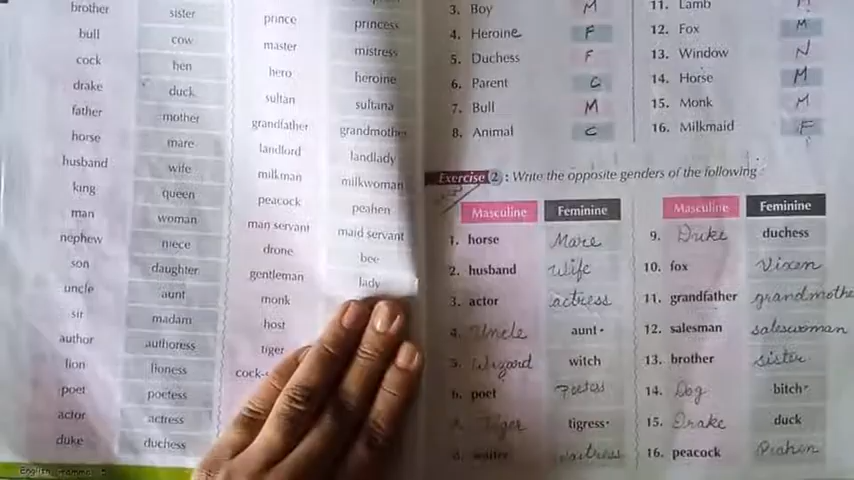 brother sister prince princess
bull cow master mistress
cock hen hero heroine
drake duck sultan sultana
father mother grandfather grandmother
horse mare landlord landlady
husband wife milkman milkwoman
king queen peacock peahen
man woman man servant maid servant
nephew niece drone bee
son daughter gentleman lady
uncle aunt monk
sir madam host
author authoress tiger
lion lioness cock-
poet poetess
actor actress
duke duchess
English Grammar
3. Boy M
4. Heroine F
5. Duchess F
6. Parent C
7. Bull M
8. Animal C
11. Lamb
12. Fox M
13. Window N
14. Horse M
15. Monk M
16. Milkmaid F
Exercise 2 : Write the opposite genders of the following
Masculine Feminine
1. horse Mare
2. husband Wife
3. actor actress
4. Uncle aunt
5. Wizard witch
6. poet Poetess
7. Tiger tigress
8. waiter Waitress
Masculine Feminine
9. Duke duchess
10. fox Vixen
11. grandfather grandmothe
12. salesman saleswoman
13. brother sister
14. Dog bitch
15. Drake duck
16. peacock Peahen